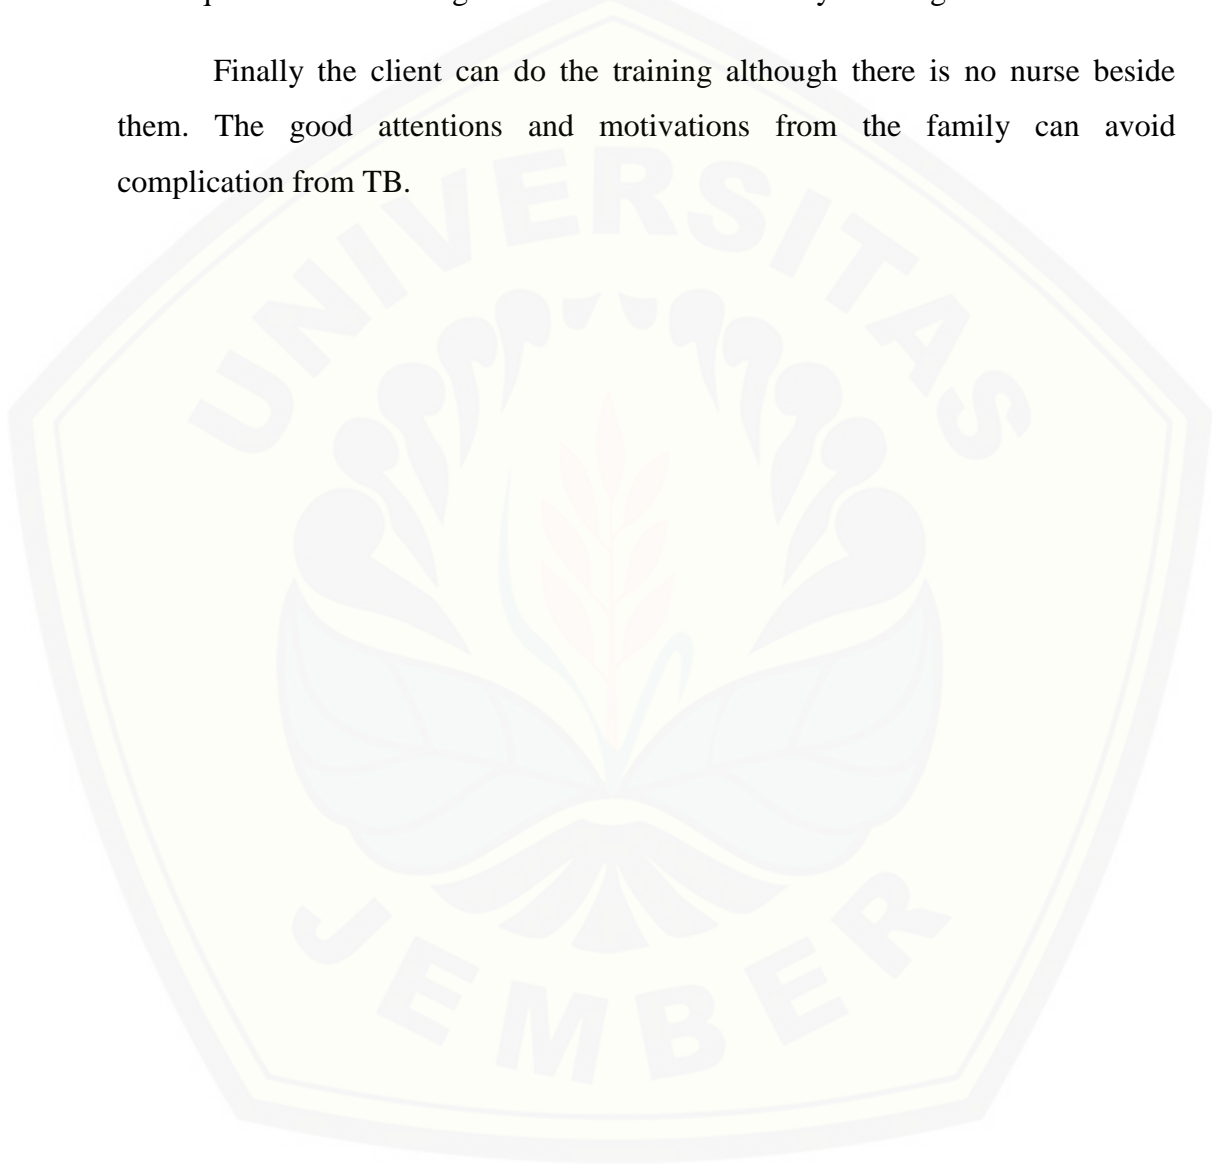 Finally the client can do the training although there is no nurse beside
them. The good attentions and motivations from the family can avoid
complication from TB.
UNIVERSITAS
JEMBER